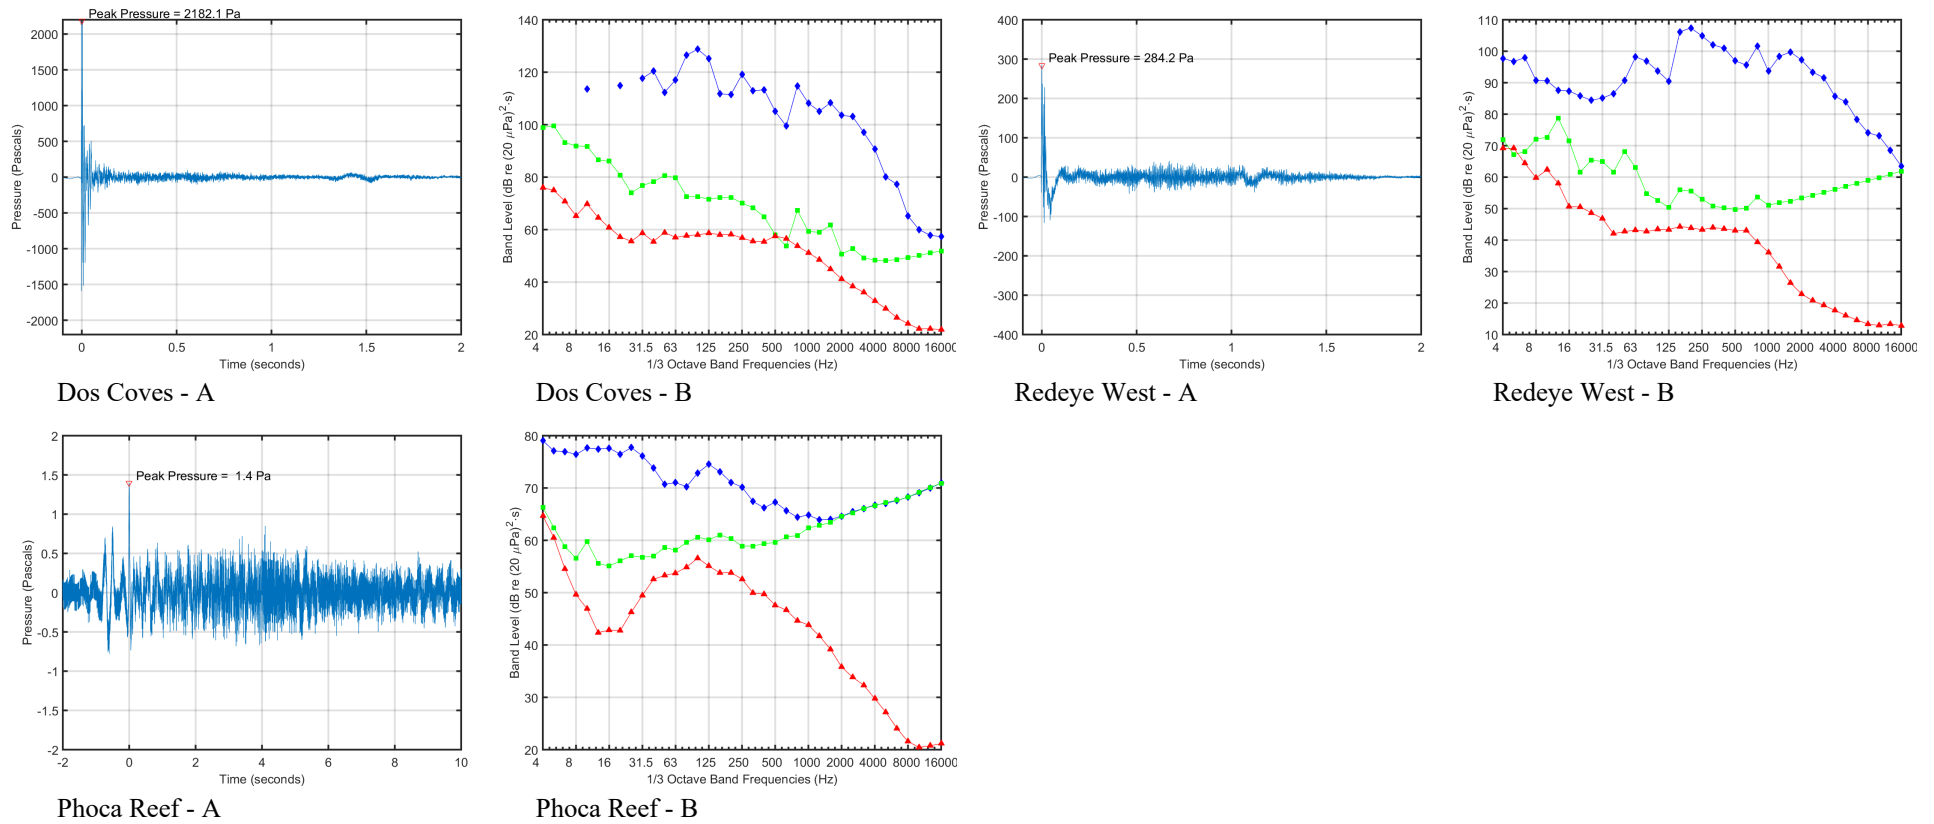 Peak Pressure = 2182.1 Pa
2000
1500
1000
500
0
-500
-1000
-1500
-2000
Pressure (Pascals)
0 0.5 1 1.5 2
Time (seconds)
Dos Coves - A
140
120
100
80
60
40
20
Band Level (dB re (20 μPa)²·s)
4 8 16 31.5 63 125 250 500 1000 2000 4000 8000 16000
1/3 Octave Band Frequencies (Hz)
Dos Coves - B
Peak Pressure = 284.2 Pa
400
300
200
100
0
-100
-200
-300
-400
Pressure (Pascals)
0 0.5 1 1.5 2
Time (seconds)
Redeye West - A
110
100
90
80
70
60
50
40
30
20
10
Band Level (dB re (20 μPa)²·s)
4 8 16 31.5 63 125 250 500 1000 2000 4000 8000 16000
1/3 Octave Band Frequencies (Hz)
Redeye West - B
Peak Pressure = 1.4 Pa
2
1.5
1
0.5
0
-0.5
-1
-1.5
-2
Pressure (Pascals)
-2 0 2 4 6 8 10
Time (seconds)
Phoca Reef - A
80
70
60
50
40
30
20
Band Level (dB re (20 μPa)²·s)
4 8 16 31.5 63 125 250 500 1000 2000 4000 8000 16000
1/3 Octave Band Frequencies (Hz)
Phoca Reef - B